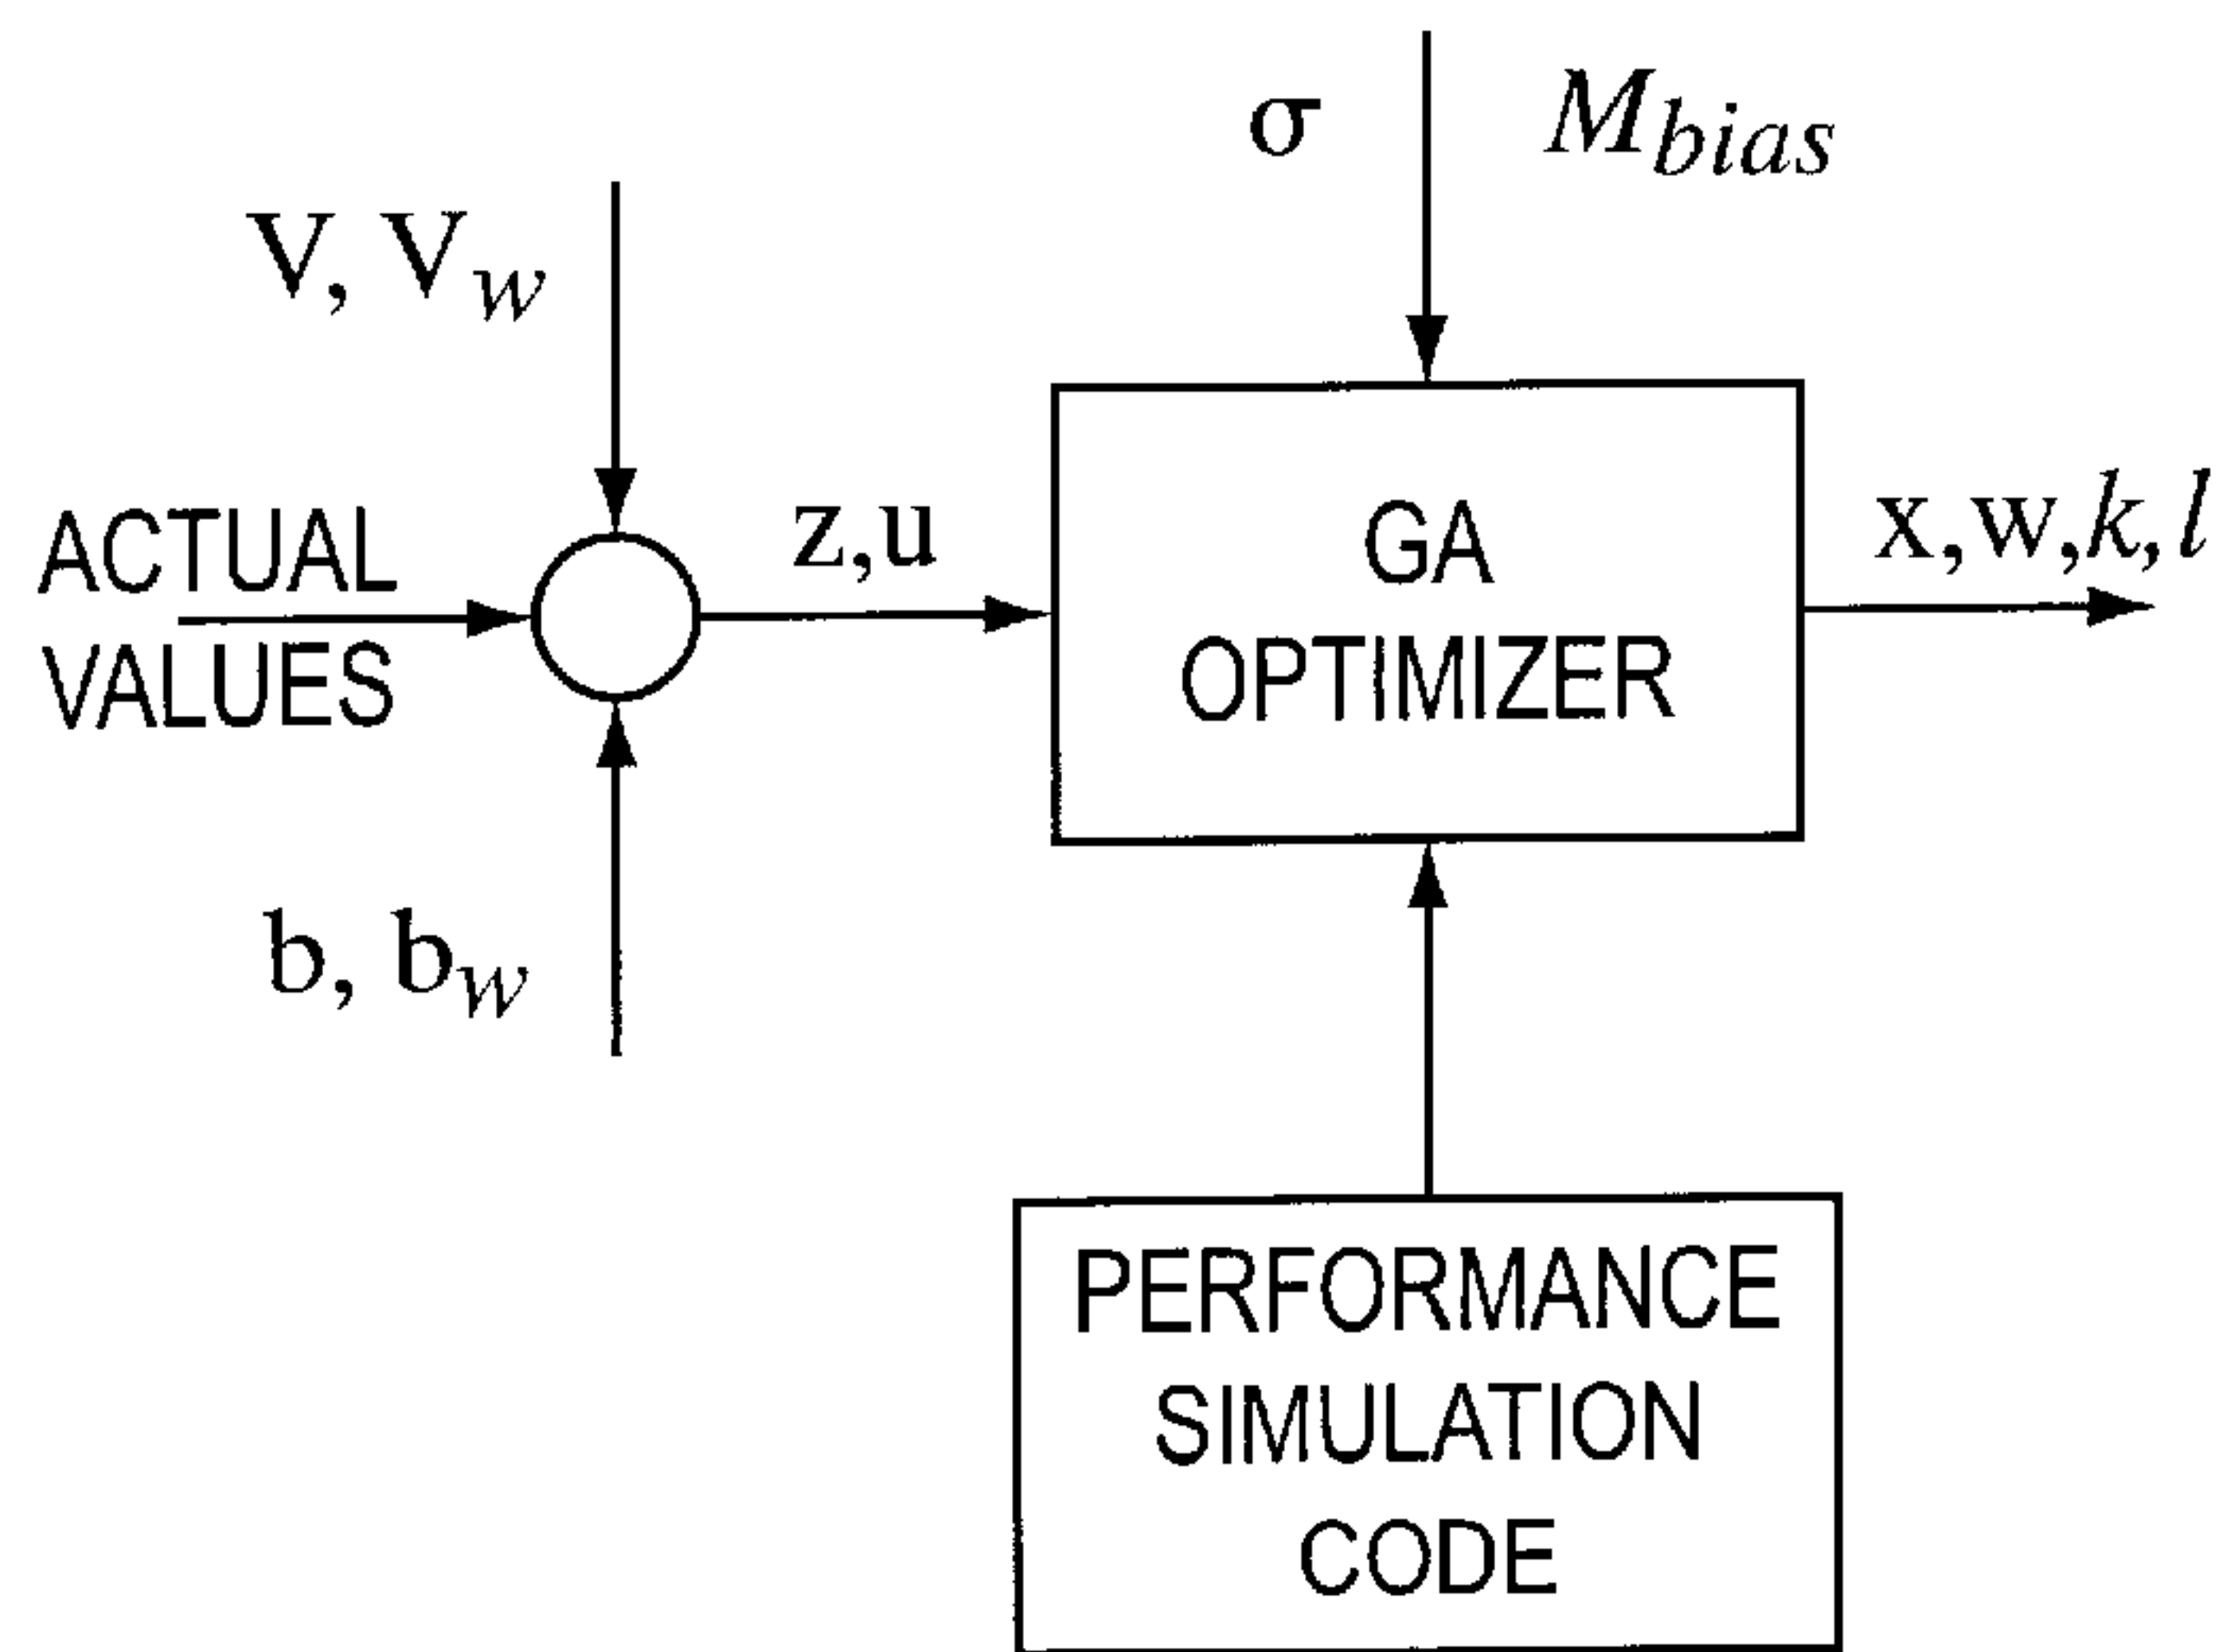 σ M_bias
V, V_w
ACTUAL
VALUES
z,u
GA
OPTIMIZER
x,w,k,l
b, b_w
PERFORMANCE
SIMULATION
CODE